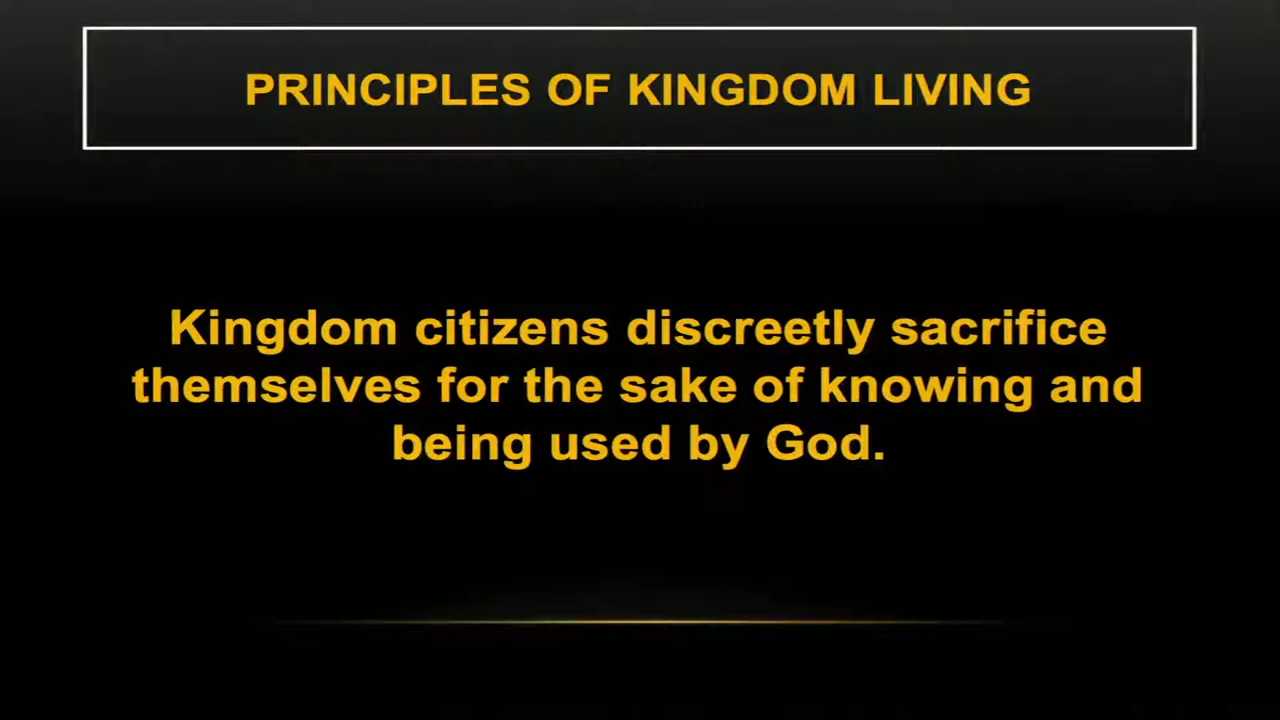 PRINCIPLES OF KINGDOM LIVING
Kingdom citizens discreetly sacrifice
themselves for the sake of knowing and
being used by God.